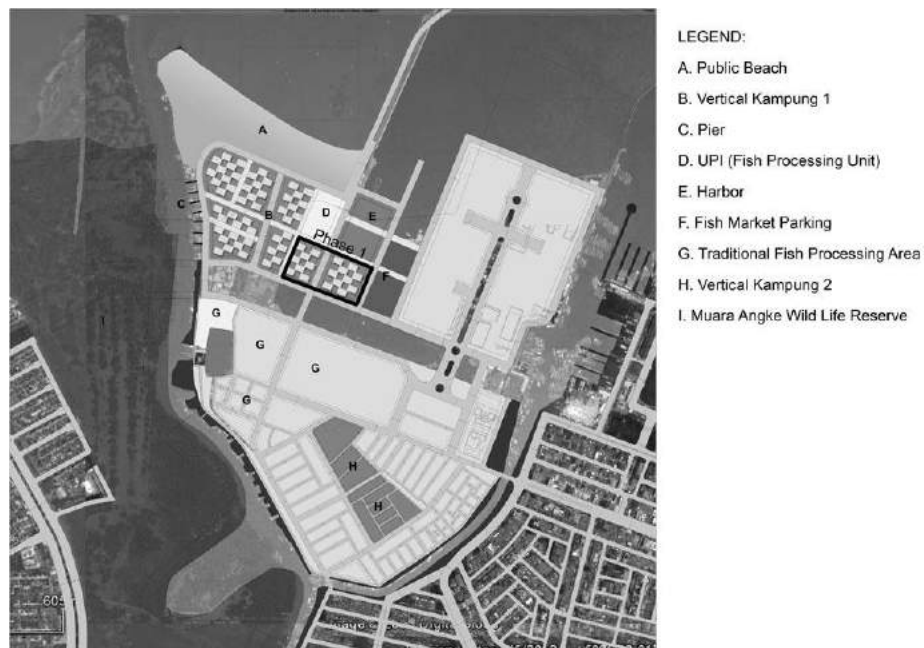 LEGEND:
A. Public Beach
B. Vertical Kampung 1
C. Pier
D. UPI (Fish Processing Unit)
E. Harbor
F. Fish Market Parking
G. Traditional Fish Processing Area
H. Vertical Kampung 2
I. Muara Angke Wild Life Reserve
A
B
C
D
E
Phase 1
F
I
G
G
G
G
H
H